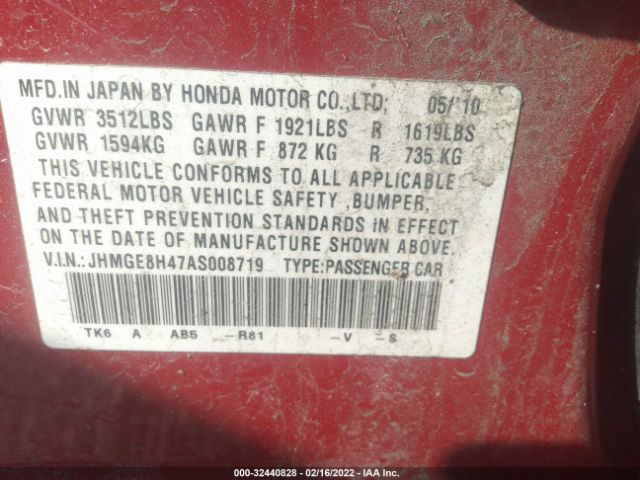 MFD.IN JAPAN BY HONDA MOTOR CO.,LTD; 05/'10
GVWR 3512LBS GAWR F 1921LBS R 1619LBS
GVWR 1594KG GAWR F 872 KG R 735 KG
THIS VEHICLE CONFORMS TO ALL APPLICABLE
FEDERAL MOTOR VEHICLE SAFETY ,BUMPER,
AND THEFT PREVENTION STANDARDS IN EFFECT
ON THE DATE OF MANUFACTURE SHOWN ABOVE.
V.I.N.: JHMGE8H47AS008719 TYPE:PASSENGER CAR
TK6 A AB5 -R81 -V -S
000-32440828 - 02/16/2022 - IAA Inc.